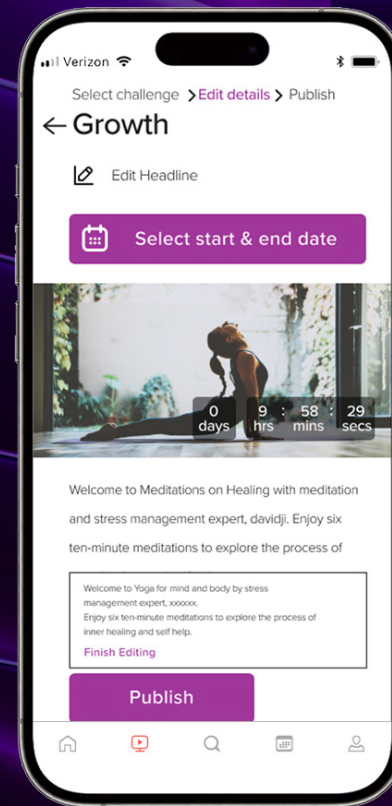 Verizon
Select challenge > Edit details > Publish
← Growth
Edit Headline
Select start & end date
0 9 : 58 : 29
days hrs mins secs
Welcome to Meditations on Healing with meditation
and stress management expert, davidji. Enjoy six
ten-minute meditations to explore the process of
Welcome to Yoga for mind and body by stress
management expert, xxxxxx.
Enjoy six ten-minute meditations to explore the process of
inner healing and self help.
Finish Editing
Publish